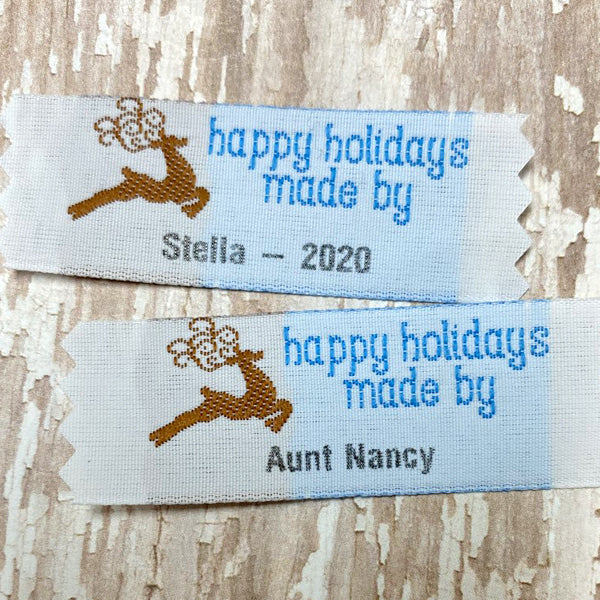 happy holidays
made by
Stella – 2020
happy holidays
made by
Aunt Nancy